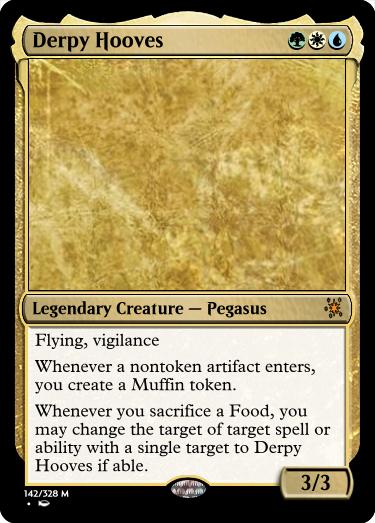 Derpy Hooves
Legendary Creature — Pegasus
Flying, vigilance
Whenever a nontoken artifact enters,
you create a Muffin token.
Whenever you sacrifice a Food, you
may change the target of target spell or
ability with a single target to Derpy
Hooves if able.
3/3
142/328 M